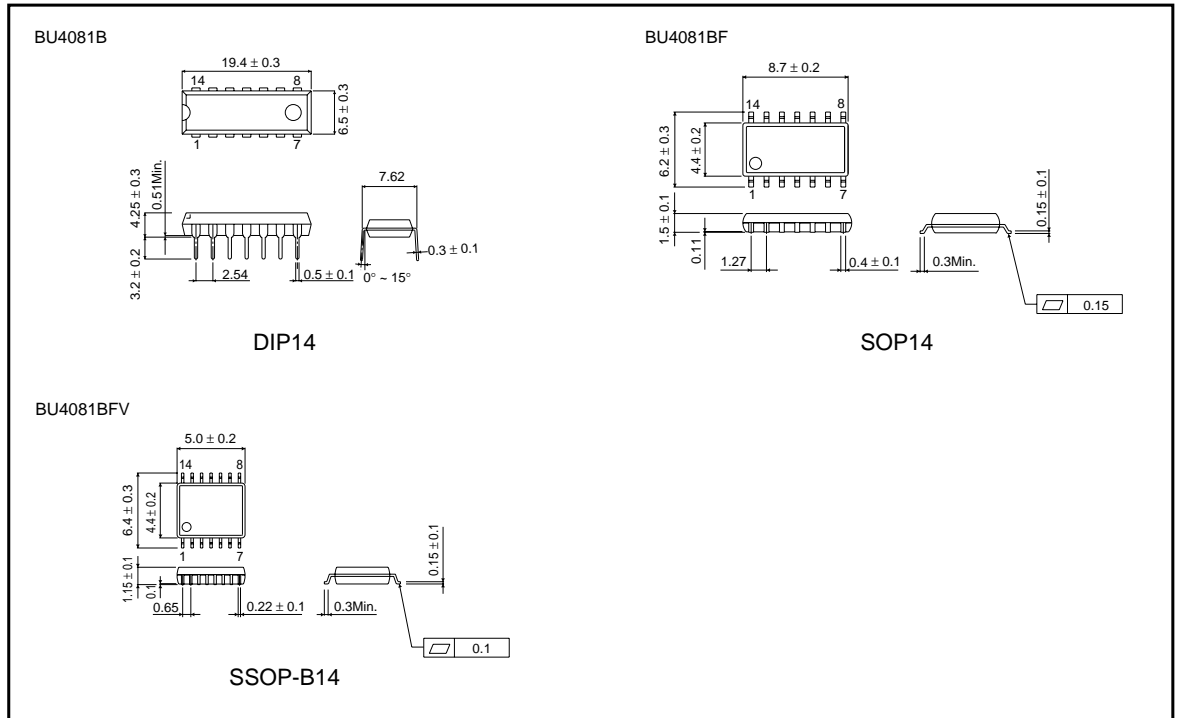 BU4081B
19.4 ± 0.3
14 8
6.5 ± 0.3
1 7
4.25 ± 0.3
0.51Min.
3.2 ± 0.2
2.54
0.5 ± 0.1
7.62
0.3 ± 0.1
0° ~ 15°
DIP14
BU4081BF
8.7 ± 0.2
14 8
6.2 ± 0.3
4.4 ± 0.2
1 7
1.5 ± 0.1
0.11
1.27
0.4 ± 0.1
0.3Min.
0.15 ± 0.1
0.15
SOP14
BU4081BFV
5.0 ± 0.2
14 8
6.4 ± 0.3
4.4 ± 0.2
1 7
1.15 ± 0.1
0.1
0.65
0.22 ± 0.1
0.3Min.
0.15 ± 0.1
0.1
SSOP-B14